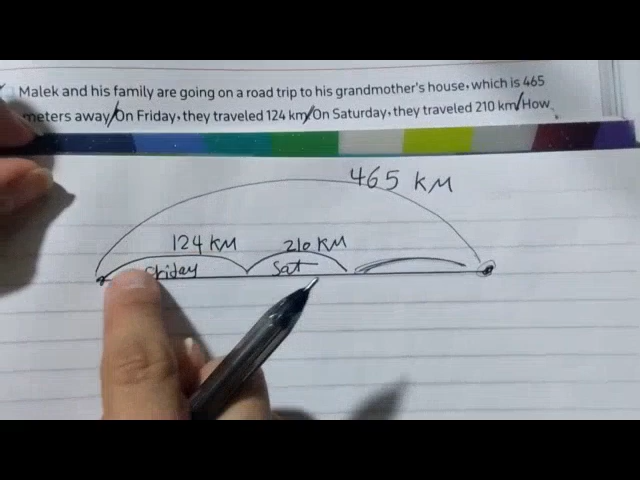 Malek and his family are going on a road trip to his grandmother's house, which is 465
meters away. On Friday, they traveled 124 km. On Saturday, they traveled 210 km. How
465 KM
124 KM 210 KM
Friday Sat